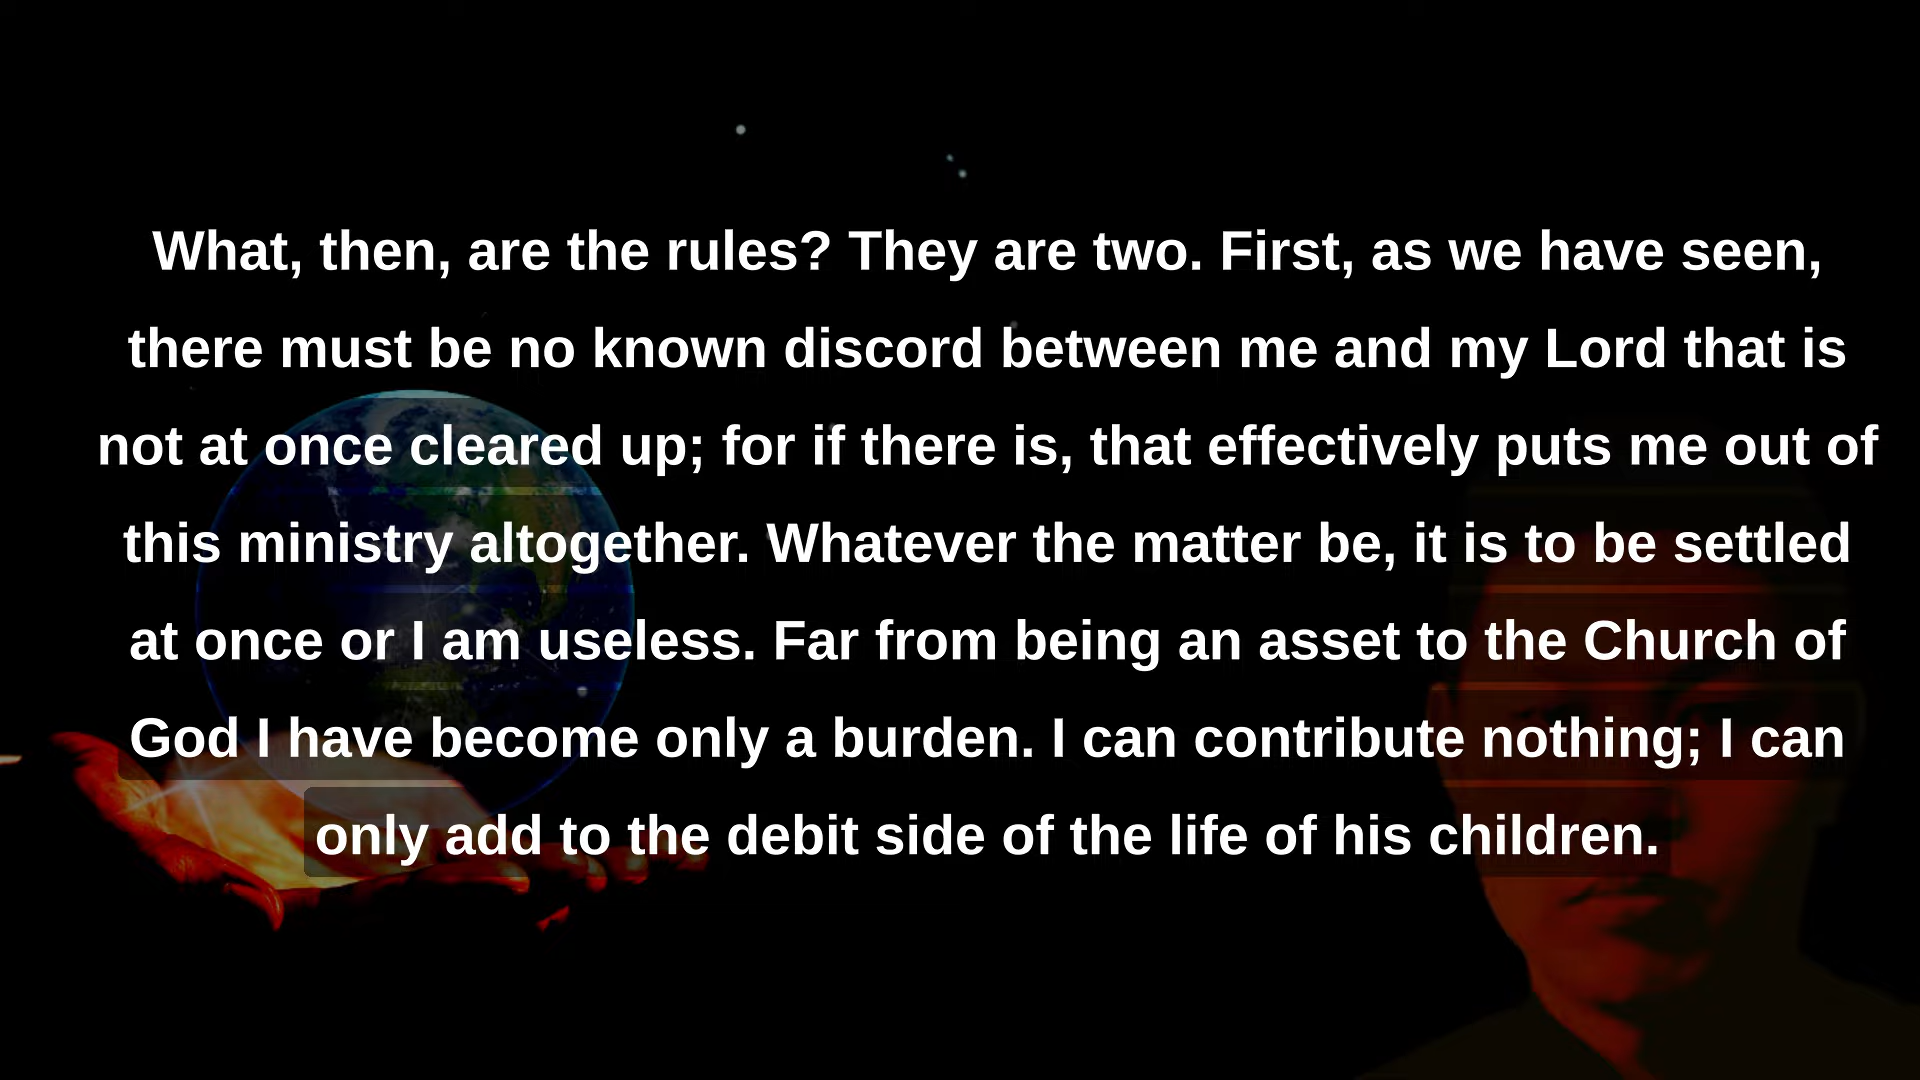 What, then, are the rules? They are two. First, as we have seen,
there must be no known discord between me and my Lord that is
not at once cleared up; for if there is, that effectively puts me out of
this ministry altogether. Whatever the matter be, it is to be settled
at once or I am useless. Far from being an asset to the Church of
God I have become only a burden. I can contribute nothing; I can
only add to the debit side of the life of his children.